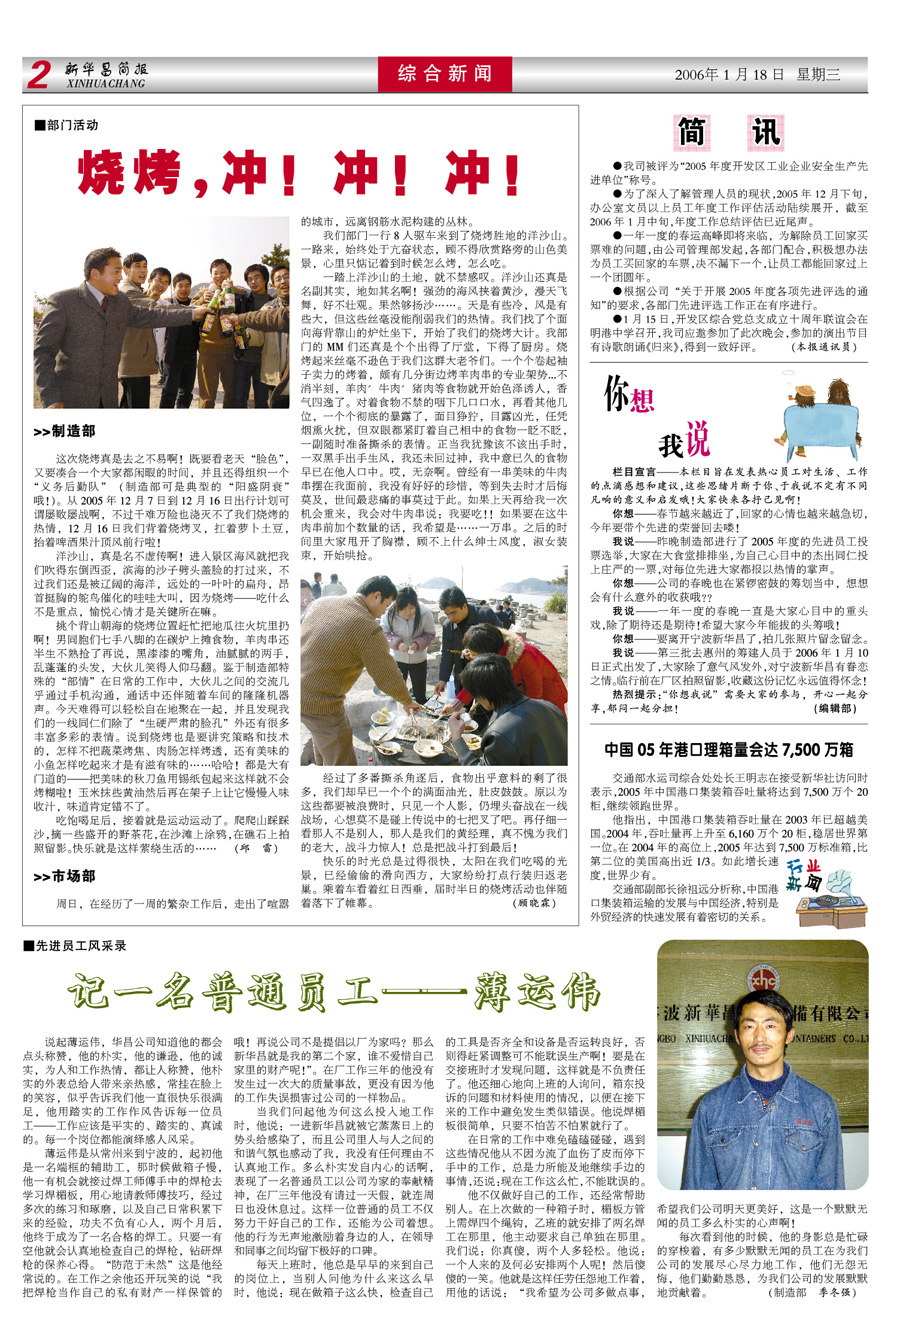 2 新华昌简报
XINHUACHANG
综合新闻
2006年1月18日 星期三
■部门活动
烧烤,冲！冲！冲！
>>制造部
这次烧烤真是去之不易啊！既要看老天“脸色”，
又要凑合一个大家都闲暇的时间，并且还得组织一个
“义务后勤队”（制造部可是典型的“阳盛阴衰”
哦！)。从 2005 年 12 月 7 日到 12 月 16 日出行计划可
谓屡败屡战啊，不过千难万险也浇灭不了我们烧烤的
热情，12 月 16 日我们背着烧烤叉，扛着萝卜土豆，
抬着啤酒果汁顶风前行啦！
洋沙山，真是名不虚传啊！进入景区海风就把我
们吹得东倒西歪，滨海的沙子劈头盖脸的打过来，不
过我们还是被辽阔的海洋，远处的一叶叶的扁舟，昂
首挺胸的鸵鸟催化的哇哇大叫，因为烧烤——吃什么
不是重点，愉悦心情才是关键所在嘛。
挑个背山朝海的烧烤位置赶忙把地瓜往火坑里扔
啊！男同胞们七手八脚的在碳炉上摊食物，羊肉串还
半生不熟抢了再说，黑漆漆的嘴角，油腻腻的两手，
乱蓬蓬的头发，大伙儿笑得人仰马翻。鉴于制造部特
殊的“部情”在日常的工作中，大伙儿之间的交流几
乎通过手机沟通，通话中还伴随着车间的隆隆机器
声。今天难得可以轻松自在地聚在一起，并且发现我
们的一线同仁们除了“生硬严肃的脸孔”外还有很多
丰富多彩的表情。说到烧烤也是要讲究策略和技术
的，怎样不把蔬菜烤焦、肉肠怎样烤透，还有美味的
小鱼怎样吃起来才是有滋有味的……哈哈！都是大有
门道的——把美味的秋刀鱼用锡纸包起来这样就不会
烤糊啦！玉米抹些黄油然后再在架子上让它慢慢入味
收汁，味道肯定错不了。
吃饱喝足后，接着就是运动运动了。爬爬山踩踩
沙,摘一些盛开的野茶花,在沙滩上涂鸦,在礁石上拍
照留影。快乐就是这样萦绕生活的…… （邱 雷）
>>市场部
周日，在经历了一周的繁杂工作后，走出了喧嚣
的城市，远离钢筋水泥构建的丛林。
我们部门一行 8 人驱车来到了烧烤胜地的洋沙山。
一路来，始终处于亢奋状态，顾不得欣赏路旁的山色美
景，心里只惦记着到时候怎么烤，怎么吃。
一踏上洋沙山的土地，就不禁感叹。洋沙山还真是
名副其实，地如其名啊！强劲的海风挟着黄沙，漫天飞
舞，好不壮观。果然够扬沙……。天是有些冷，风是有
些大，但这些丝毫没能削弱我们的热情。我们找了个面
向海背靠山的炉灶坐下，开始了我们的烧烤大计。我部
门的 MM 们还真是个个出得了厅堂，下得了厨房。烧
烤起来丝毫不逊色于我们这群大老爷们。一个个卷起袖
子卖力的烤着，颇有几分街边烤羊肉串的专业架势...不
消半刻，羊肉’牛肉’猪肉等食物就开始色泽诱人，香
气四逸了。对着食物不禁的咽下几口口水，再看其他几
位，一个个彻底的暴露了，面目狰狞，目露凶光，任凭
烟熏火扰，但双眼都紧盯着自己相中的食物一眨不眨，
一副随时准备撕杀的表情。正当我犹豫该不该出手时，
一双黑手出手生风，我还未回过神，我中意已久的食物
早已在他人口中。哎，无奈啊。曾经有一串美味的牛肉
串摆在我面前，我没有好好的珍惜，等到失去时才后悔
莫及，世间最悲痛的事莫过于此。如果上天再给我一次
机会重来，我会对牛肉串说：我要吃！！如果要在这牛
肉串前加个数量的话，我希望是……一万串。之后的时
间里大家甩开了胸襟，顾不上什么绅士风度，淑女装
束，开始哄抢。
经过了多番撕杀角逐后，食物出乎意料的剩了很
多，我们却早已一个个的满面油光，肚皮鼓鼓。原以为
这些都要被浪费时，只见一个人影，仍埋头奋战在一线
战场，心想莫不是碰上传说中的七把叉了吧。再仔细一
看那人不是别人，那人是我们的黄经理，真不愧为我们
的老大，战斗力惊人！总是把战斗打到最后！
快乐的时光总是过得很快，太阳在我们吃喝的光
景，已经偷偷的滑向西方，大家纷纷打点行装归返老
巢。乘着车看着红日西垂，届时半日的烧烤活动也伴随
着落下了帷幕。 （顾晓霖）
简 讯
●我司被评为“2005 年度开发区工业企业安全生产先
进单位”称号。
●为了深入了解管理人员的现状,2005 年 12 月下旬,
办公室文员以上员工年度工作评估活动陆续展开，截至
2006 年 1 月中旬,年度工作总结评估已近尾声。
●一年一度的春运高峰即将来临，为解除员工回家买
票难的问题,由公司管理部发起,各部门配合,积极想办法
为员工买回家的车票,决不漏下一个,让员工都能回家过上
一个团圆年。
●根据公司“关于开展 2005 年度各项先进评选的通
知”的要求,各部门先进评选工作正在有序进行。
●1 月 15 日,开发区综合党总支成立十周年联谊会在
明港中学召开,我司应邀参加了此次晚会,参加的演出节目
有诗歌朗诵《归来》,得到一致好评。 （本报通讯员）
你想
我说
栏目宣言——本栏目旨在发表热心员工对生活、工作
的点滴感想和建议,这些思绪片断于你、于我说不定有不同
凡响的意义和启发哦!大家快来各抒己见啊!
你想——春节越来越近了,回家的心情也越来越急切,
今年要带个先进的荣誉回去喽!
我说——昨晚制造部进行了 2005 年度的先进员工投
票选举,大家在大食堂排排坐,为自己心目中的杰出同仁投
上庄严的一票,对每位先进大家都报以热情的掌声。
你想——公司的春晚也在紧锣密鼓的筹划当中，想想
会有什么意外的收获哦??
我说——一年一度的春晚一直是大家心目中的重头
戏,除了期待还是期待!希望大家今年能拔的头筹哦!
你想——要离开宁波新华昌了,拍几张照片留念留念。
我说——第三批去惠州的筹建人员于 2006 年 1 月 10
日正式出发了,大家除了意气风发外,对宁波新华昌有眷恋
之情。临行前在厂区拍照留影,收藏这份记忆永远值得怀念!
热烈提示:“你想我说”需要大家的参与，开心一起分
享,郁闷一起分担! （编辑部）
中国 05 年港口理箱量会达 7,500 万箱
交通部水运司综合处处长王明志在接受新华社访问时
表示,2005 年中国港口集装箱吞吐量将达到 7,500 万个 20
柜,继续领跑世界。
他指出，中国港口集装箱吞吐量在 2003 年已超越美
国。2004 年,吞吐量再上升至 6,160 万个 20 柜,稳居世界第
一位。在 2004 年的高位上，2005 年达到 7,500 万标准箱,比
第二位的美国高出近 1/3。如此增长速
度,世界少有。
交通部副部长徐祖远分析称,中国港
口集装箱运输的发展与中国经济,特别是
外贸经济的快速发展有着密切的关系。
行业
新闻
■先进员工风采录
记一名普通员工——薄运伟
说起薄运伟，华昌公司知道他的都会
点头称赞，他的朴实，他的谦逊，他的诚
实，为人和工作热情，都让人称赞，他朴
实的外表总给人带来亲热感，常挂在脸上
的笑容，似乎告诉我们他一直很快乐很满
足，他用踏实的工作作风告诉每一位员
工——工作应该是平实的、踏实的、真诚
的。每一个岗位都能演绎感人风采。
薄运伟是从常州来到宁波的，起初他
是一名端框的辅助工，那时候做箱子慢，
他一有机会就接过焊工师傅手中的焊枪去
学习焊楣板，用心地请教师傅技巧，经过
多次的练习和琢磨，以及自己日常积累下
来的经验，功夫不负有心人，两个月后，
他终于成为了一名合格的焊工。只要一有
空他就会认真地检查自己的焊枪，钻研焊
枪的保养心得。“防范于未然”这是他经
常说的。在工作之余他还开玩笑的说“我
把焊枪当作自己的私有财产一样保管的
哦！再说公司不是提倡以厂为家吗？那么
新华昌就是我的第二个家，谁不爱惜自己
家里的财产呢！”。在厂工作三年的他没有
发生过一次大的质量事故，更没有因为他
的工作失误损害过公司的一样物品。
当我们问起他为何这么投入地工作
时，他说；一进新华昌就被它蒸蒸日上的
势头给感染了，而且公司里人与人之间的
和谐气氛也感动了我，我没有任何理由不
认真地工作。多么朴实发自内心的话啊，
表现了一名普通员工以公司为家的奉献精
神，在厂三年他没有请过一天假，就连周
日也没休息过。这样一位普通的员工不仅
努力干好自己的工作，还能为公司着想。
他的行为无声地激励着身边的人，在领导
和同事之间均留下极好的口碑。
每天上班时，他总是早早的来到自己
的岗位上，当别人问他为什么来这么早
时，他说；现在做箱子这么快，检查自己
的工具是否齐全和设备是否运转良好，否
则得赶紧调整可不能耽误生产啊！要是在
交接班时才发现问题，这样就是不负责任
了。他还细心地向上班的人询问，箱东投
诉的问题和材料使用的情况，以便在接下
来的工作中避免发生类似错误。他说焊楣
板很简单，只要不怕苦不怕累就行了。
在日常的工作中难免磕磕碰碰，遇到
这些情况他从不因为流了血伤了皮而停下
手中的工作，总是力所能及地继续手边的
事情,还说;现在工作这么忙,不能耽误的。
他不仅做好自己的工作，还经常帮助
别人。在上次做的一种箱子时，楣板方管
上需焊四个绳钩，乙班的就安排了两名焊
工在那里，他主动要求自己单独在那里。
我们说；你真傻，两个人多轻松。他说；
一个人来的及何必安排两个人呢！然后傻
傻的一笑。他就是这样任劳任怨地工作着，
用他的话说；“我希望为公司多做点事，
xhc
波新華昌
備有限公司
NGBO XINHUACHA
NTAINERS CO.,LT
希望我们公司明天更美好，这是一个默默无
闻的员工多么朴实的心声啊！
每次看到他的时候，他的身影总是忙碌
的穿梭着，有多少默默无闻的员工在为我们
公司的发展尽心尽力地工作，他们无怨无
悔，他们勤勤恳恳，为我们公司的发展默默
地贡献着。 （制造部 季冬强）